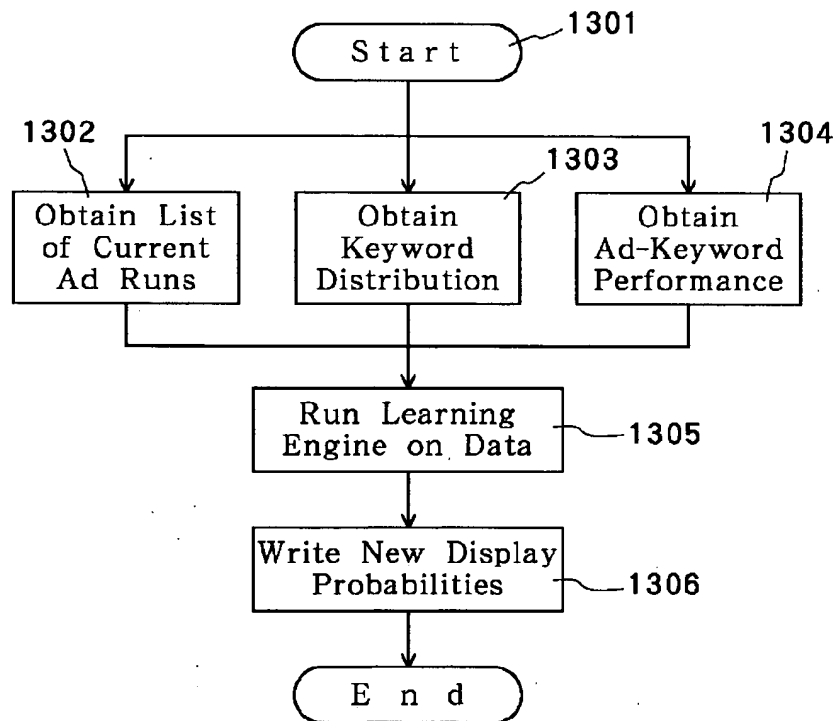 1301
Start
1302
1303
1304
Obtain List
of Current
Ad Runs
Obtain
Keyword
Distribution
Obtain
Ad-Keyword
Performance
Run Learning
Engine on Data
1305
Write New Display
Probabilities
1306
End